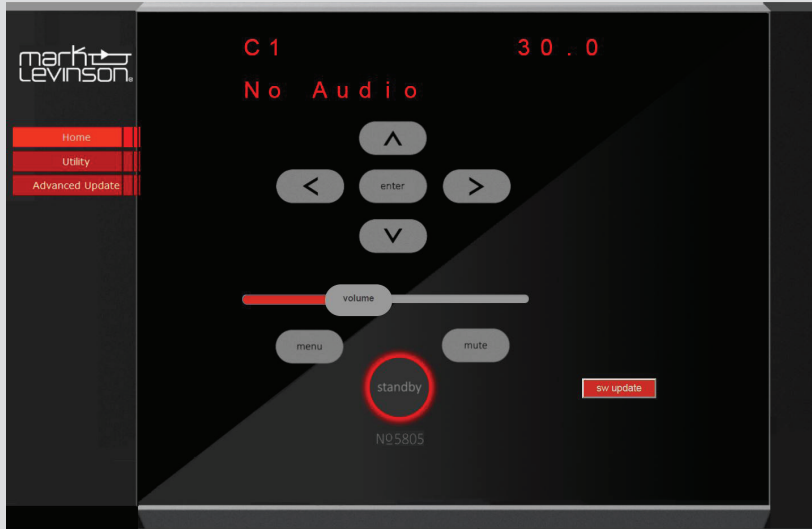 mark
Levinson®
C1 30.0
No Audio
Home
Utility
Advanced Update
enter
volume
menu
mute
standby
sw update
Nº5805